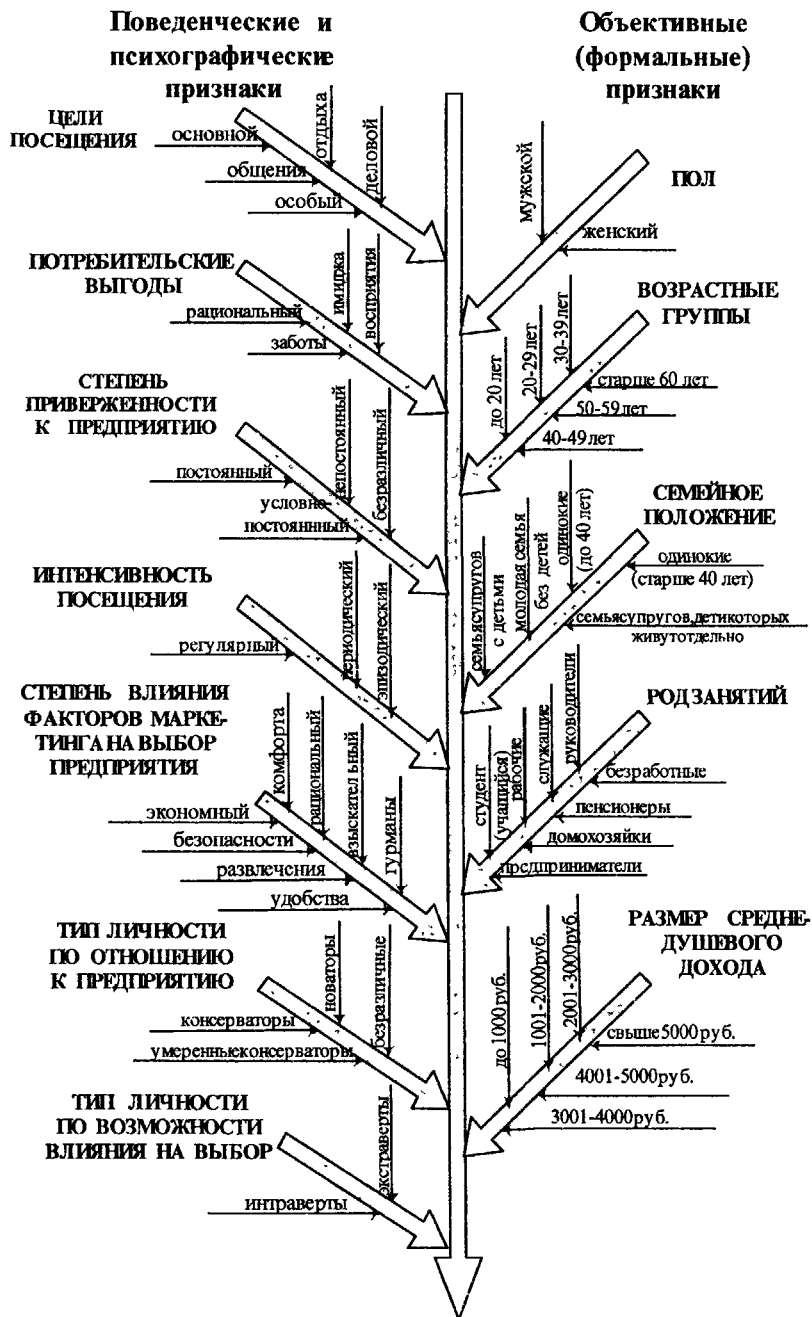 Поведенческие и
психографические
признаки
ЦЕЛИ
ПОСЕЩЕНИЯ
основной
общения
особый
отдыха
деловой
ПОТРЕБИТЕЛЬСКИЕ
ВЫГОДЫ
рациональный
заботы
имиджа
восприятия
СТЕПЕНЬ
ПРИВЕРЖЕННОСТИ
К ПРЕДПРИЯТИЮ
постоянный
условно-
постояннный
непостоянный
безразличный
ИНТЕНСИВНОСТЬ
ПОСЕЩЕНИЯ
регулярный
периодический
эпизодический
СТЕПЕНЬ ВЛИЯНИЯ
ФАКТОРОВ МАРКЕ-
ТИНГА НА ВЫБОР
ПРЕДПРИЯТИЯ
экономный
безопасности
развлечения
удобства
комфорта
рациональный
взыскательный
гурманы
ТИП ЛИЧНОСТИ
ПО ОТНОШЕНИЮ
К ПРЕДПРИЯТИЮ
консерваторы
умеренные консерваторы
новаторы
безразличные
ТИП ЛИЧНОСТИ
ПО ВОЗМОЖНОСТИ
ВЛИЯНИЯ НА ВЫБОР
интраверты
экстраверты
Объективные
(формальные)
признаки
ПОЛ
мужской
женский
ВОЗРАСТНЫЕ
ГРУППЫ
до 20 лет
20-29 лет
30-39 лет
старше 60 лет
50-59 лет
40-49 лет
СЕМЕЙНОЕ
ПОЛОЖЕНИЕ
семья супругов
с детьми
молодая семья
без детей
одинокие
(до 40 лет)
одинокие
(старше 40 лет)
семья супругов, дети которых
живут отдельно
РОД ЗАНЯТИЙ
студент
(учащийся)
рабочие
служащие
руководители
безработные
пенсионеры
домохозяйки
предприниматели
РАЗМЕР СРЕДНЕ-
ДУШЕВОГО
ДОХОДА
до 1000 руб.
1001-2000 руб.
2001-3000 руб.
свыше 5000 руб.
4001-5000 руб.
3001-4000 руб.